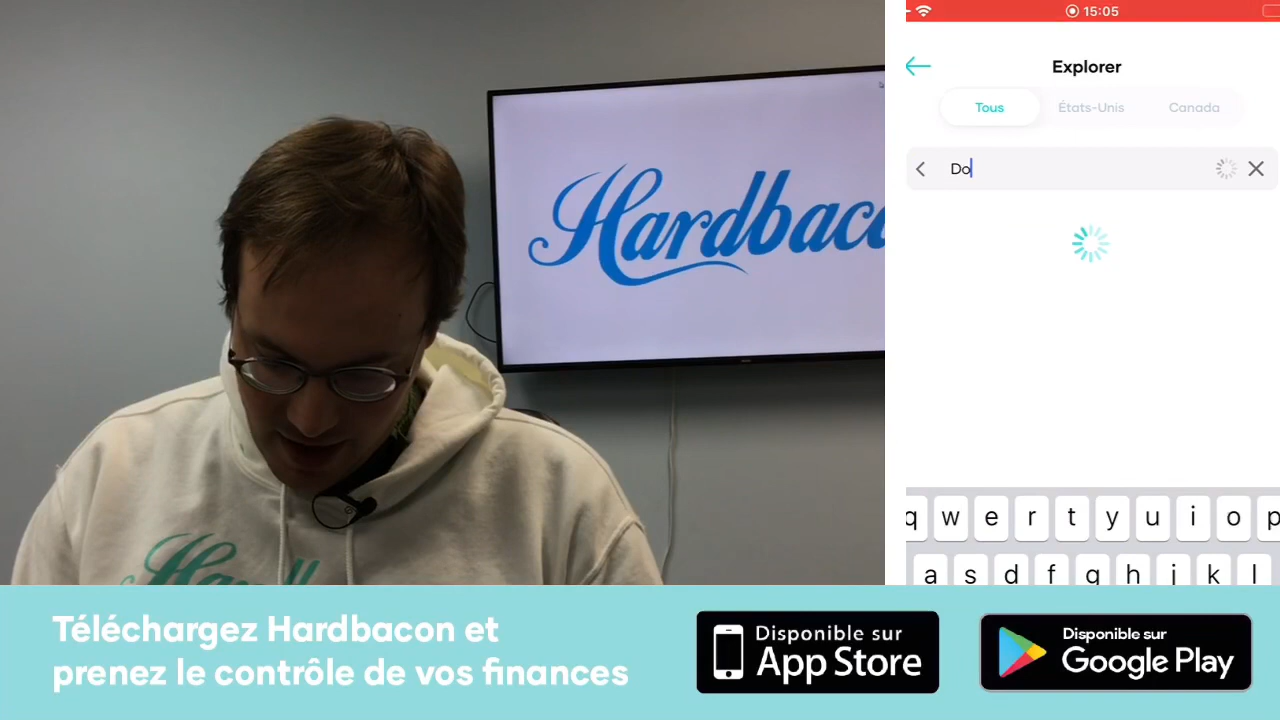 Hardbaco
15:05
Explorer
Tous États-Unis Canada
Do
q w e r t y u i o p
a s d f g h j k l
Téléchargez Hardbacon et
prenez le contrôle de vos finances
Disponible sur
App Store
Disponible sur
Google Play